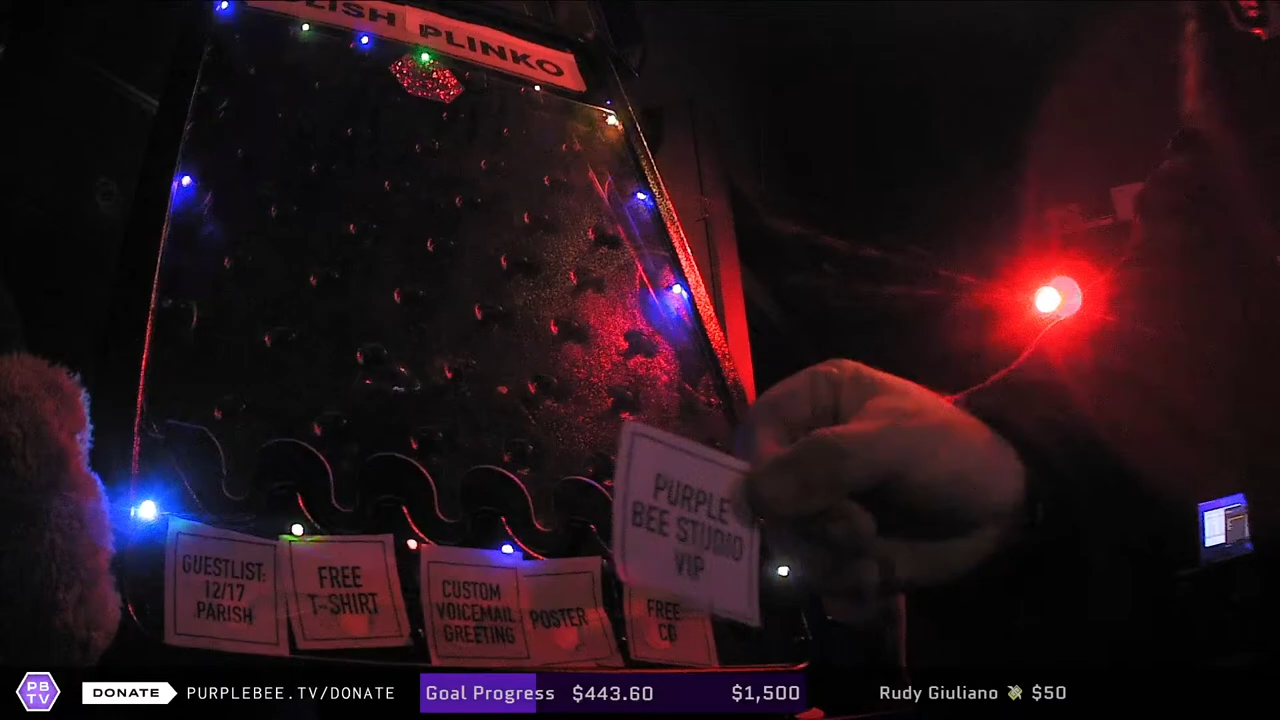 LISH PLINKO
PURPLE
BEE STUDIO
VIP
GUESTLIST:
12/17
PARISH
FREE
T-SHIRT
CUSTOM
VOICEMAIL
GREETING
POSTER
FREE
CD
PB
TV
DONATE
PURPLEBEE.TV/DONATE
Goal Progress $443.60 $1,500
Rudy Giuliano 💸 $50